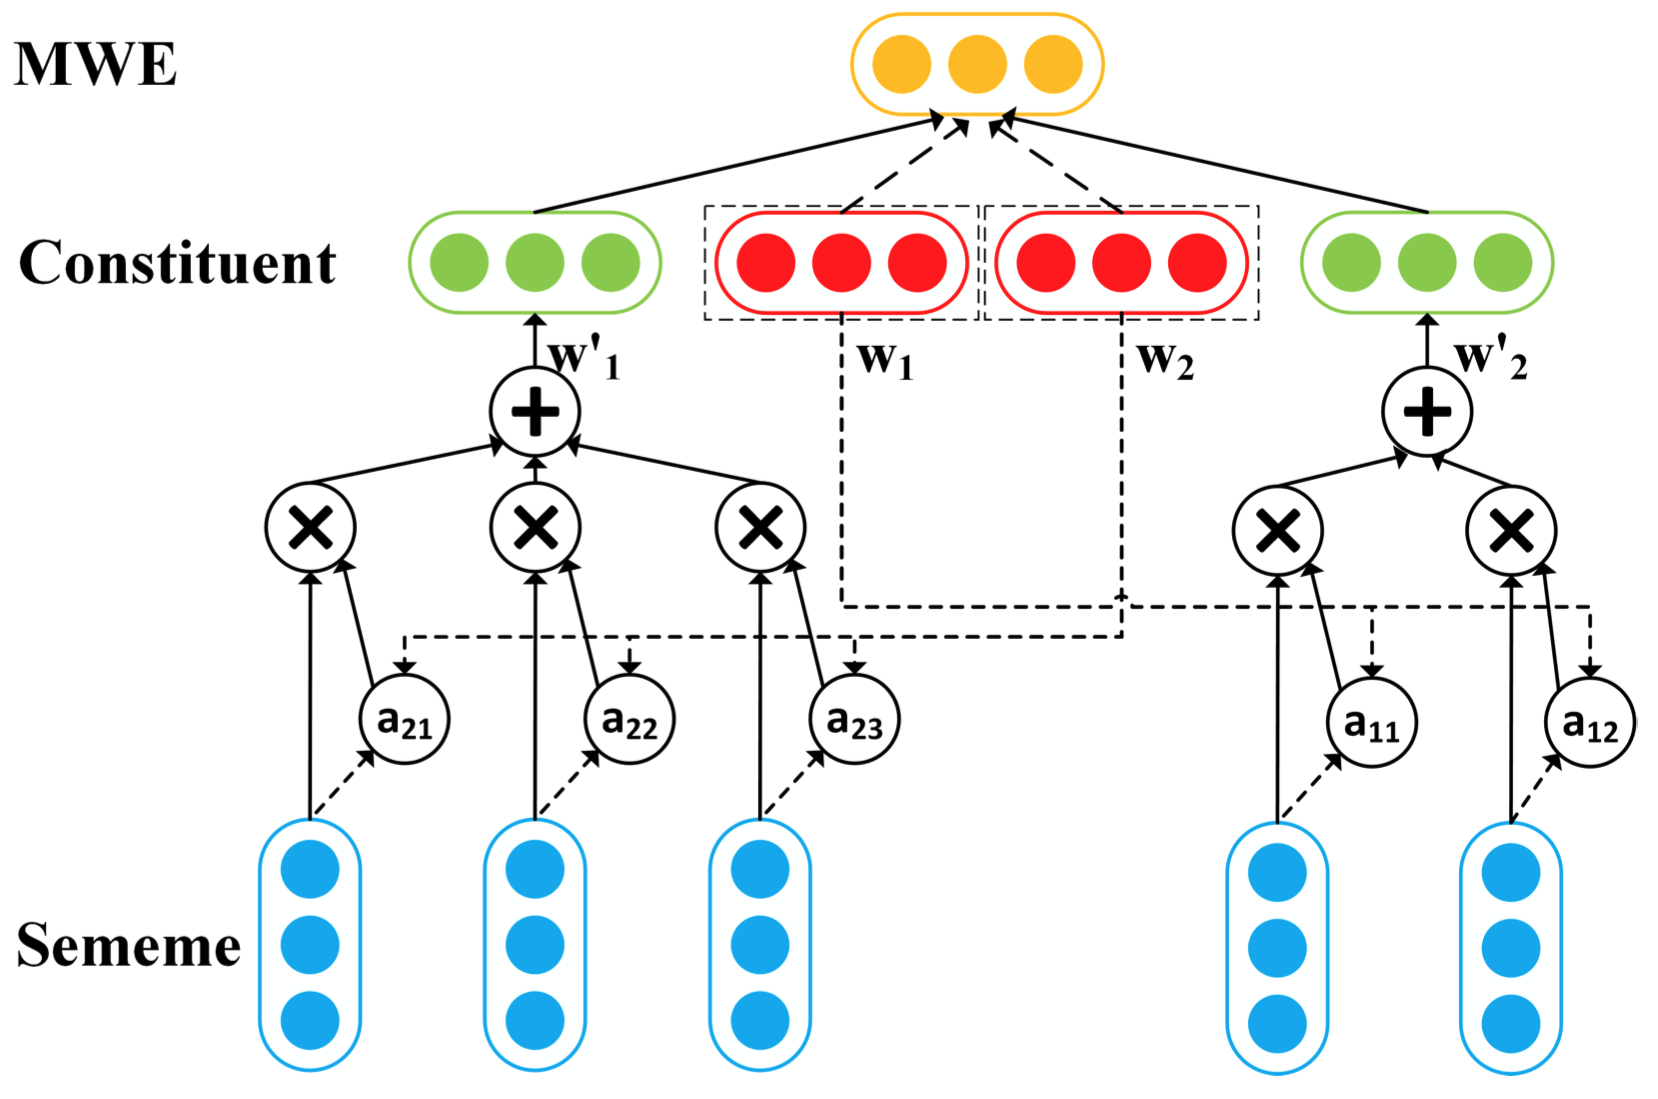 MWE
Constituent
w'₁
w₁
w₂
w'₂
a₂₁
a₂₂
a₂₃
a₁₁
a₁₂
Sememe